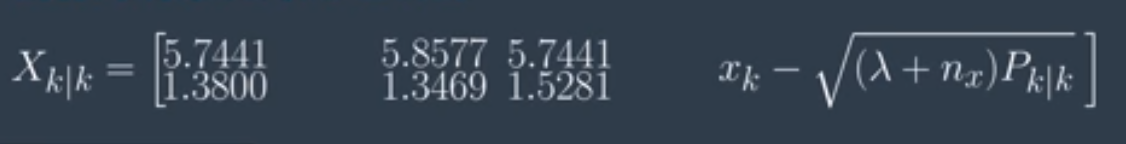 X_{k|k} = [ 5.7441 5.8577 5.7441 x_k − √((λ + n_x)P_{k|k}) ]
1.3800 1.3469 1.5281